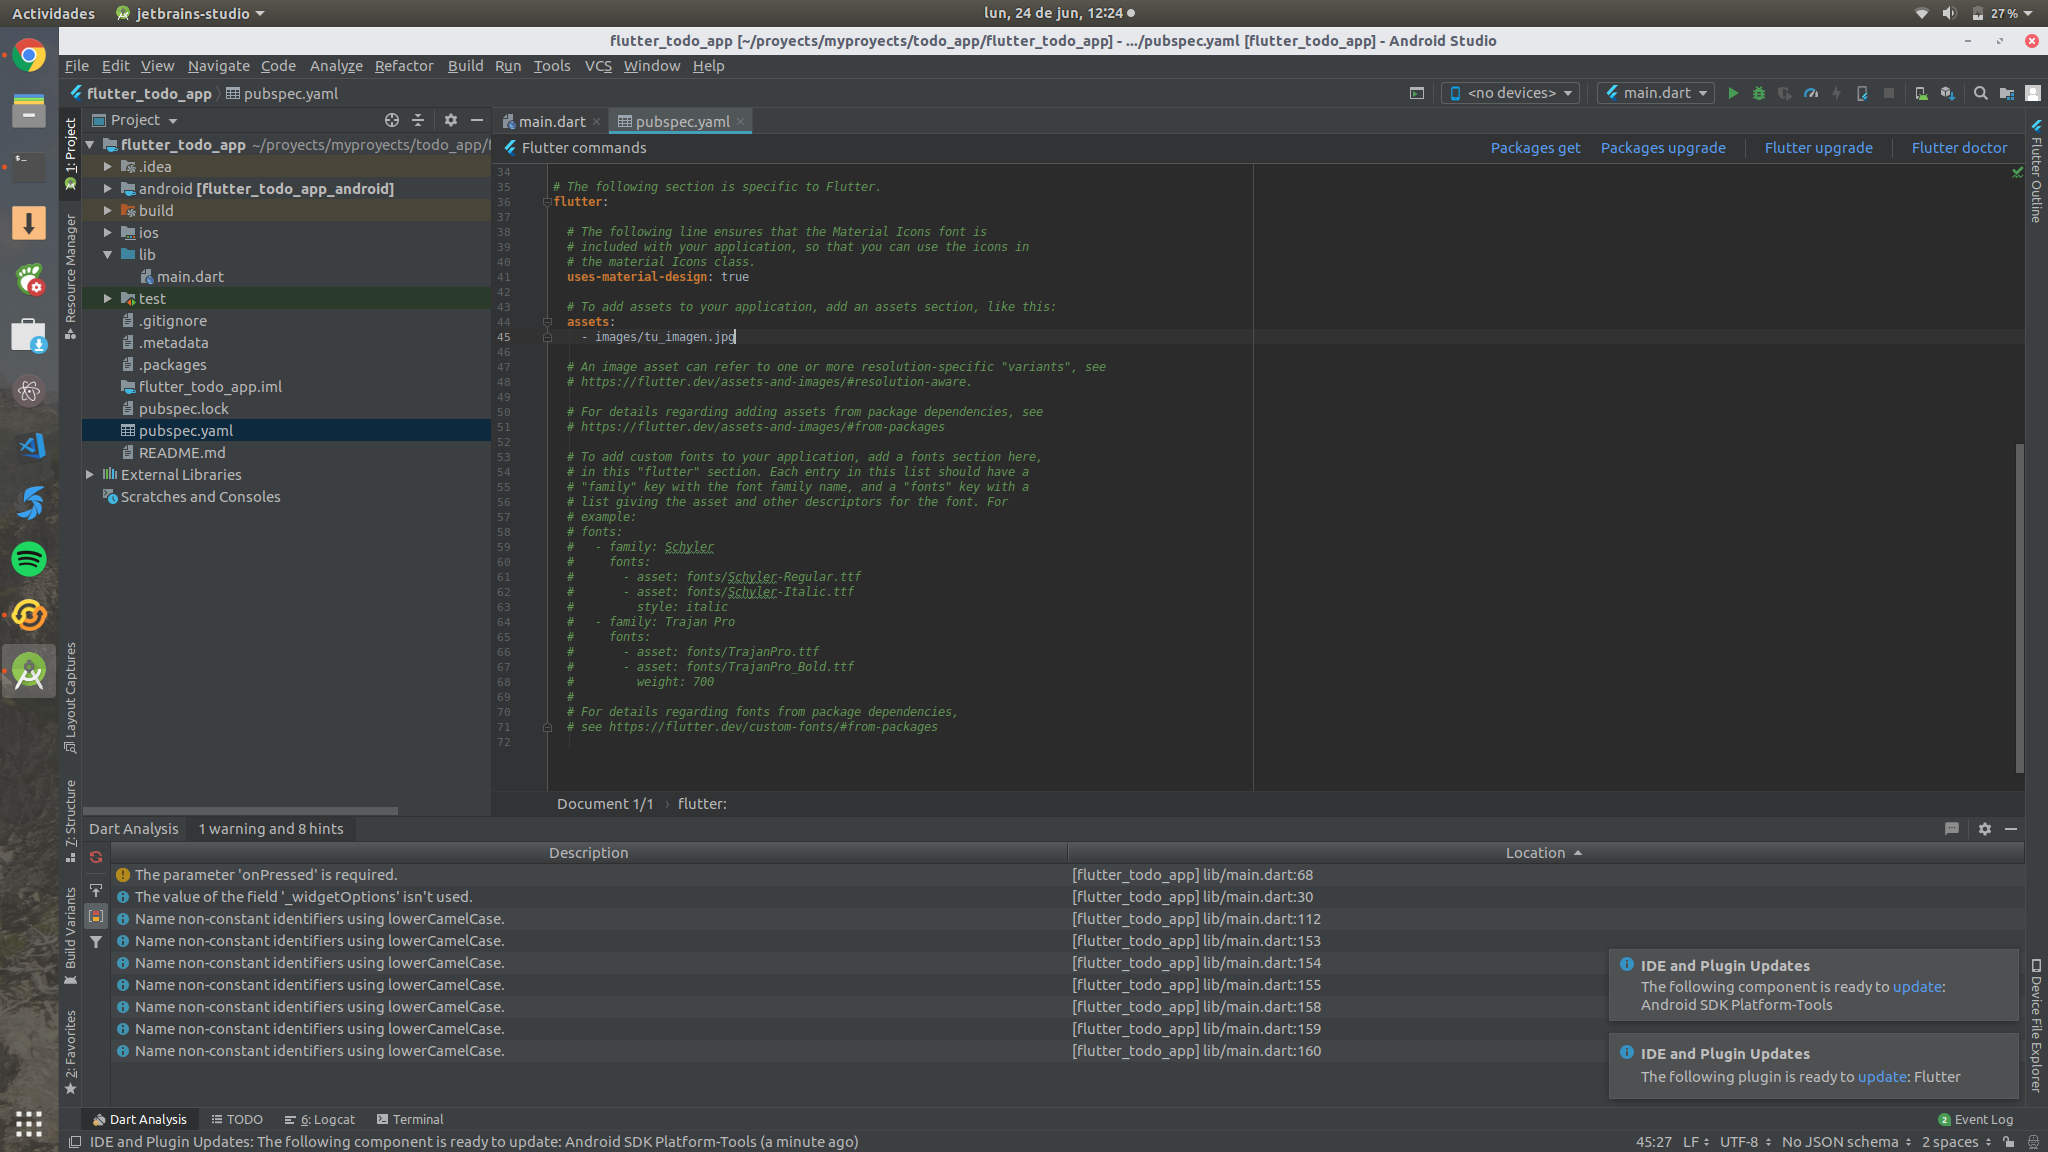 Actividades
jetbrains-studio
lun, 24 de jun, 12:24
27 %
flutter_todo_app [~/proyects/myproyects/todo_app/flutter_todo_app] - .../pubspec.yaml [flutter_todo_app] - Android Studio
File Edit View Navigate Code Analyze Refactor Build Run Tools VCS Window Help
flutter_todo_app
pubspec.yaml
<no devices>
main.dart
1: Project
Resource Manager
Layout Captures
7: Structure
Build Variants
2: Favorites
Project
flutter_todo_app ~/proyects/myproyects/todo_app/
.idea
android [flutter_todo_app_android]
build
ios
lib
main.dart
test
.gitignore
.metadata
.packages
flutter_todo_app.iml
pubspec.lock
pubspec.yaml
README.md
External Libraries
Scratches and Consoles
main.dart
pubspec.yaml
Flutter commands
Packages get
Packages upgrade
Flutter upgrade
Flutter doctor
34
35 # The following section is specific to Flutter.
36 flutter:
37
38 # The following line ensures that the Material Icons font is
39 # included with your application, so that you can use the icons in
40 # the material Icons class.
41 uses-material-design: true
42
43 # To add assets to your application, add an assets section, like this:
44 assets:
45 - images/tu_imagen.jpg
46
47 # An image asset can refer to one or more resolution-specific "variants", see
48 # https://flutter.dev/assets-and-images/#resolution-aware.
49
50 # For details regarding adding assets from package dependencies, see
51 # https://flutter.dev/assets-and-images/#from-packages
52
53 # To add custom fonts to your application, add a fonts section here,
54 # in this "flutter" section. Each entry in this list should have a
55 # "family" key with the font family name, and a "fonts" key with a
56 # list giving the asset and other descriptors for the font. For
57 # example:
58 # fonts:
59 #   - family: Schyler
60 #     fonts:
61 #       - asset: fonts/Schyler-Regular.ttf
62 #       - asset: fonts/Schyler-Italic.ttf
63 #         style: italic
64 #   - family: Trajan Pro
65 #     fonts:
66 #       - asset: fonts/TrajanPro.ttf
67 #       - asset: fonts/TrajanPro_Bold.ttf
68 #         weight: 700
69 #
70 # For details regarding fonts from package dependencies,
71 # see https://flutter.dev/custom-fonts/#from-packages
72
Document 1/1 › flutter:
Flutter Outline
Device File Explorer
Dart Analysis
1 warning and 8 hints
Description
Location
The parameter 'onPressed' is required. [flutter_todo_app] lib/main.dart:68
The value of the field '_widgetOptions' isn't used. [flutter_todo_app] lib/main.dart:30
Name non-constant identifiers using lowerCamelCase. [flutter_todo_app] lib/main.dart:112
Name non-constant identifiers using lowerCamelCase. [flutter_todo_app] lib/main.dart:153
Name non-constant identifiers using lowerCamelCase. [flutter_todo_app] lib/main.dart:154
Name non-constant identifiers using lowerCamelCase. [flutter_todo_app] lib/main.dart:155
Name non-constant identifiers using lowerCamelCase. [flutter_todo_app] lib/main.dart:158
Name non-constant identifiers using lowerCamelCase. [flutter_todo_app] lib/main.dart:159
Name non-constant identifiers using lowerCamelCase. [flutter_todo_app] lib/main.dart:160
IDE and Plugin Updates
The following component is ready to update:
Android SDK Platform-Tools
IDE and Plugin Updates
The following plugin is ready to update: Flutter
Dart Analysis
TODO
6: Logcat
Terminal
2 Event Log
IDE and Plugin Updates: The following component is ready to update: Android SDK Platform-Tools (a minute ago)
45:27 LF UTF-8 No JSON schema 2 spaces